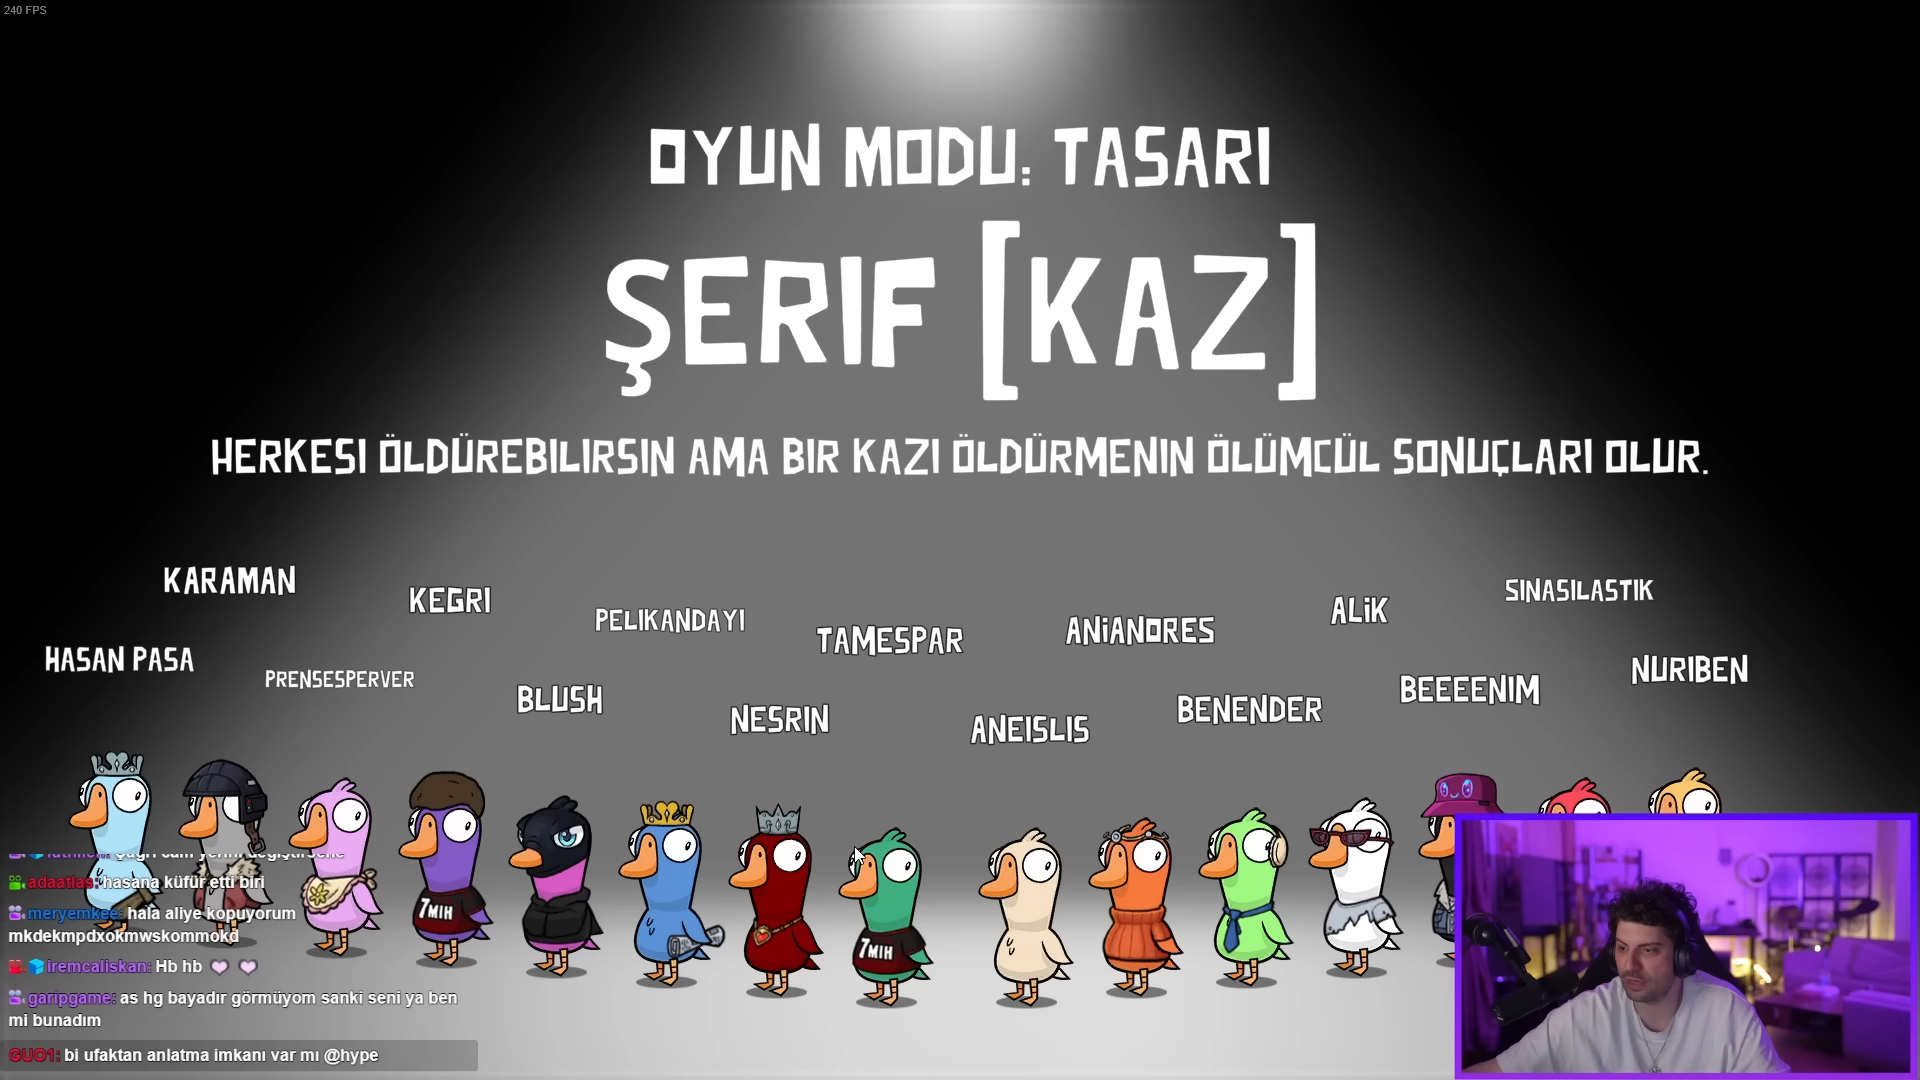 240 FPS
OYUN MODU: TASARI
ŞERIF [KAZ]
HERKESI ÖLDÜREBILIRSIN AMA BIR KAZI ÖLDÜRMENIN ÖLÜMCÜL SONUÇLARI OLUR.
KARAMAN
KEGRI
PELIKANDAYI
TAMESPAR
ANiANORES
ALiK
SINASILASTIK
HASAN PASA
PRENSESPERVER
BLUSH
NESRIN
ANEISLIS
BENENDER
BEEEENIM
NURIBEN
7MIH
7MIH
adaatlas: hasana küfür etti biri
meryemkee: hala aliye kopuyorum
mkdekmpdxokmwskommokd
iremcaliskan: Hb hb
garipgame: as hg bayadır görmüyom sanki seni ya ben
mi bunadım
GUO1: bi ufaktan anlatma imkanı var mı @hype